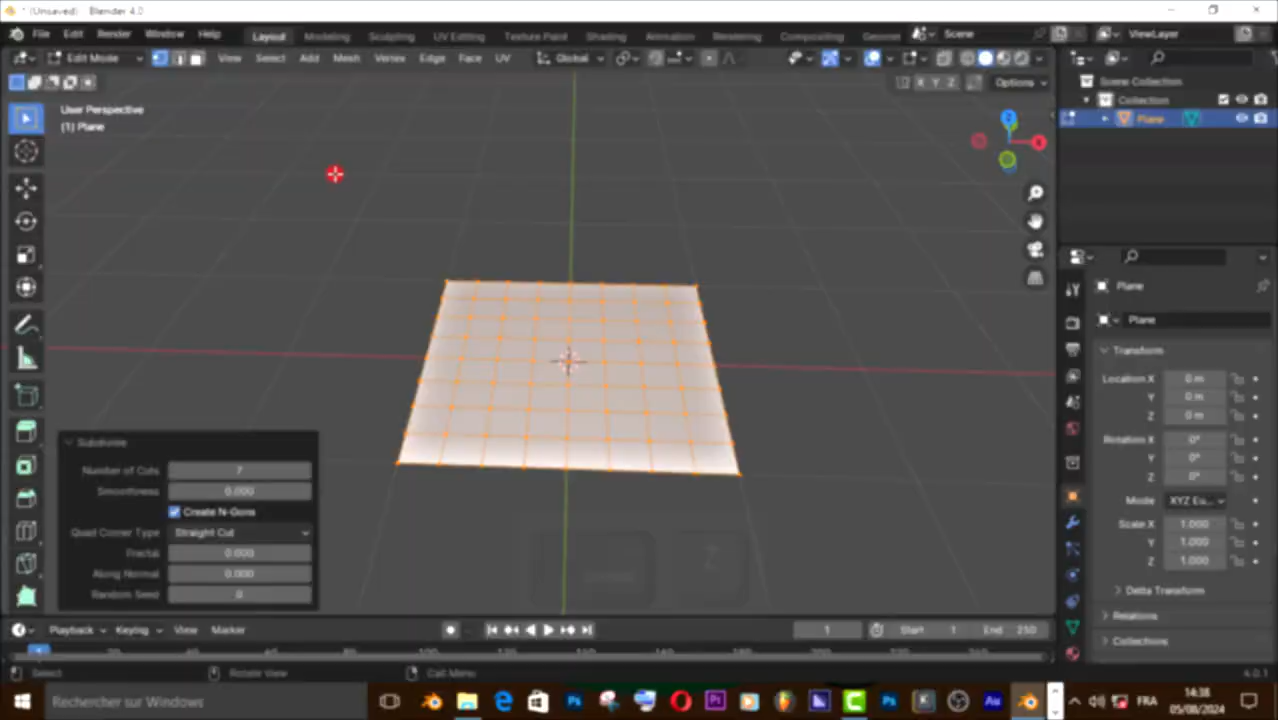 * (Unsaved) Blender 4.0
File Edit Render Window Help Layout Modeling Sculpting UV Editing Texture Paint Shading Animation Rendering Compositing Scene ViewLayer
Edit Mode View Select Add Mesh Vertex Edge Face UV Global
X Y Z Options
Scene Collection
Collection
Plane
User Perspective
(1) Plane
Z
X
Plane
Plane
Transform
Location X 0 m
Y 0 m
Z 0 m
Rotation X 0°
Y 0°
Z 0°
Mode XYZ Eu...
Scale X 1.000
Y 1.000
Z 1.000
Delta Transform
Relations
Collections
Subdivide
Number of Cuts 7
Smoothness 0.000
Create N-Gons
Quad Corner Type Straight Cut
Fractal 0.000
Along Normal 0.000
Random Seed 0
Playback Keying View Marker 1 Start 1 End 250
Select Rotate View Call Menu 4.0.1
Rechercher sur Windows
Ps Pr Ps K Au FRA 14:38
05/08/2024